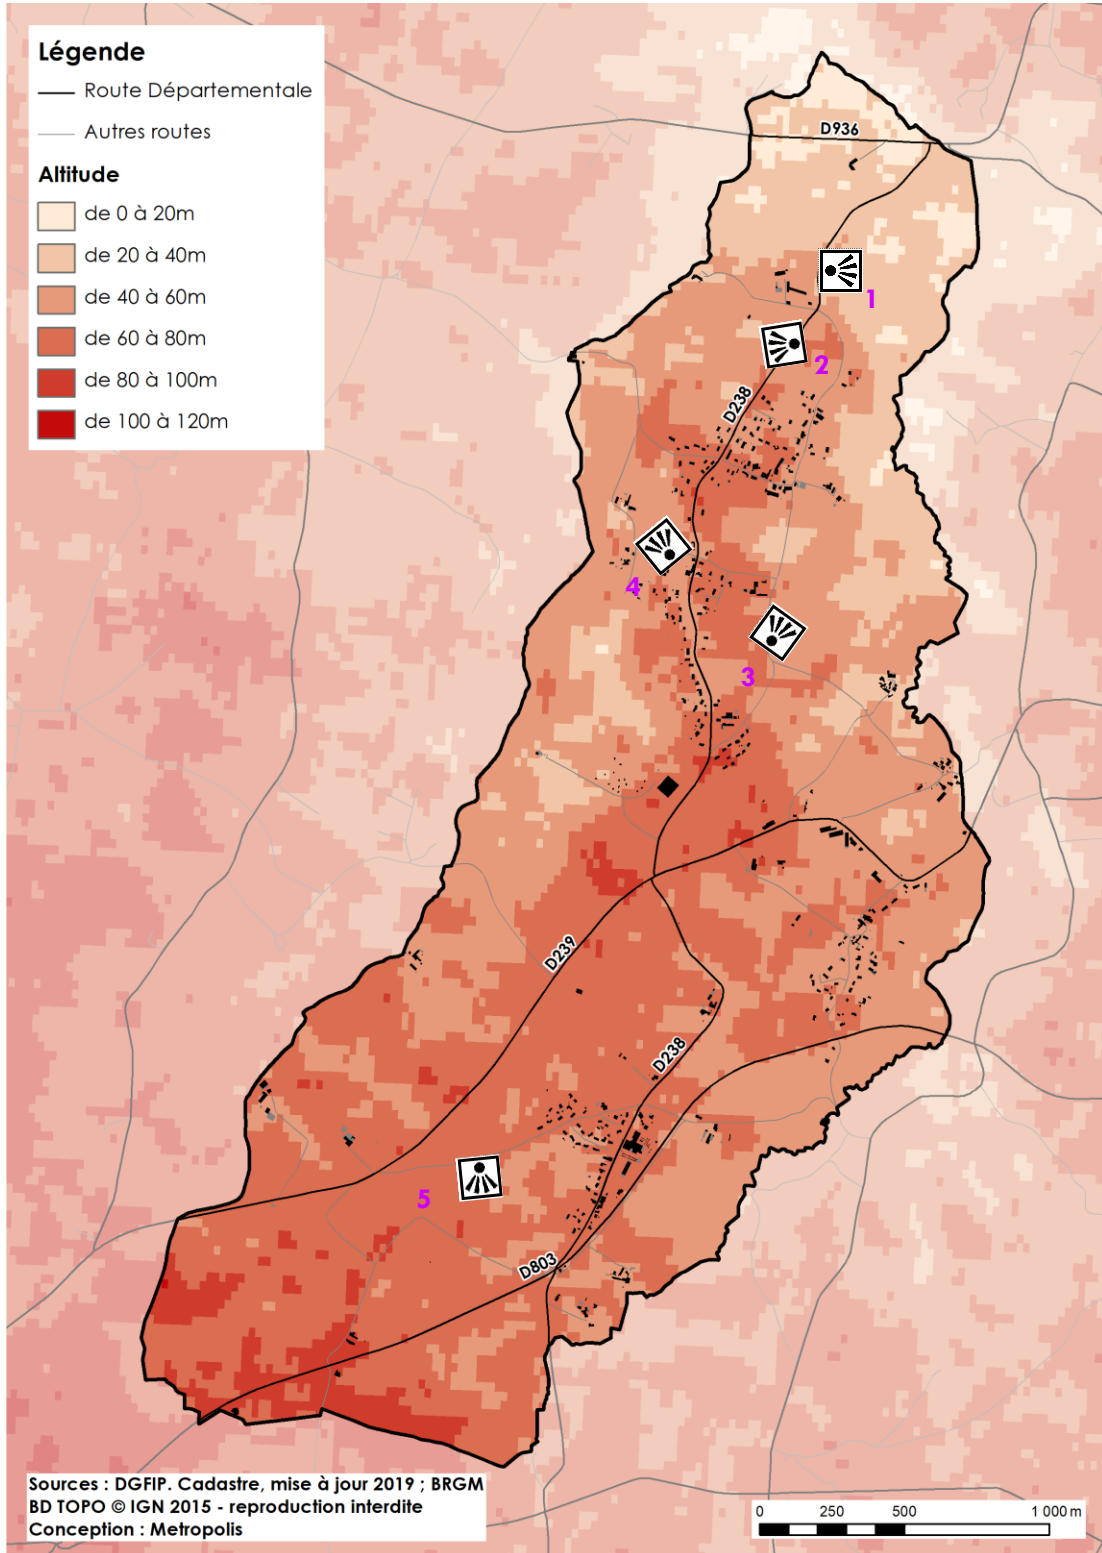 Légende
Route Départementale
Autres routes
Altitude
de 0 à 20m
de 20 à 40m
de 40 à 60m
de 60 à 80m
de 80 à 100m
de 100 à 120m
D936
1
2
D238
4
3
D239
D238
5
D803
Sources : DGFIP. Cadastre, mise à jour 2019 ; BRGM
BD TOPO © IGN 2015 - reproduction interdite
Conception : Metropolis
0 250 500 1 000 m